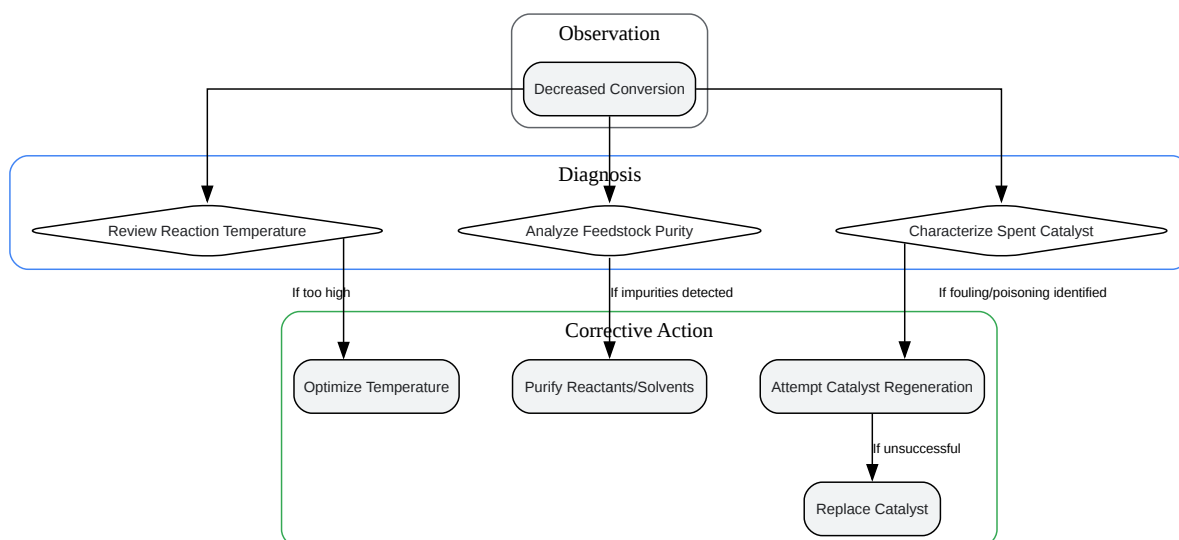 Observation
Decreased Conversion
Diagnosis
Review Reaction Temperature
Analyze Feedstock Purity
Characterize Spent Catalyst
If too high
If impurities detected
If fouling/poisoning identified
Corrective Action
Optimize Temperature
Purify Reactants/Solvents
Attempt Catalyst Regeneration
If unsuccessful
Replace Catalyst